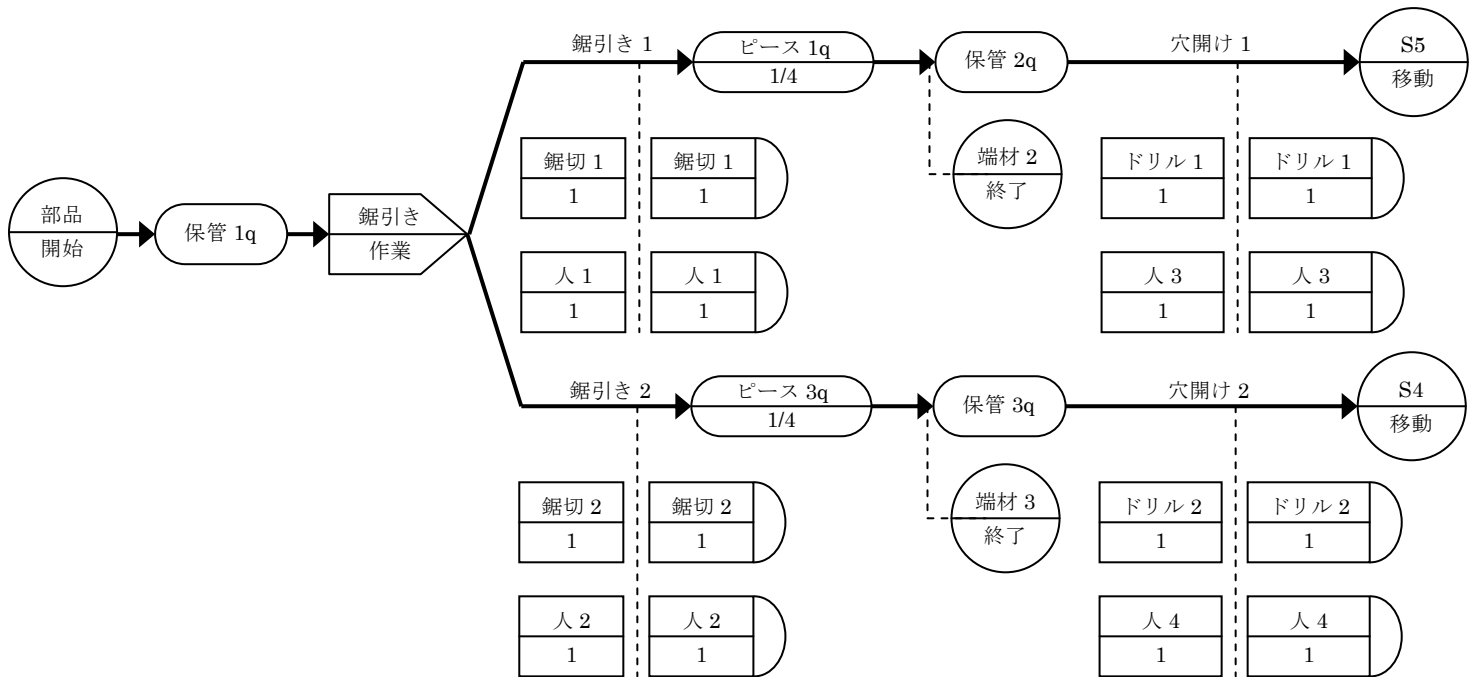 部品
開始
保管 1q
鋸引き
作業
鋸引き 1
ピース 1q
1/4
保管 2q
穴開け 1
S5
移動
鋸切 1
1
鋸切 1
1
端材 2
終了
ドリル 1
1
ドリル 1
1
人 1
1
人 1
1
人 3
1
人 3
1
鋸引き 2
ピース 3q
1/4
保管 3q
穴開け 2
S4
移動
鋸切 2
1
鋸切 2
1
端材 3
終了
ドリル 2
1
ドリル 2
1
人 2
1
人 2
1
人 4
1
人 4
1